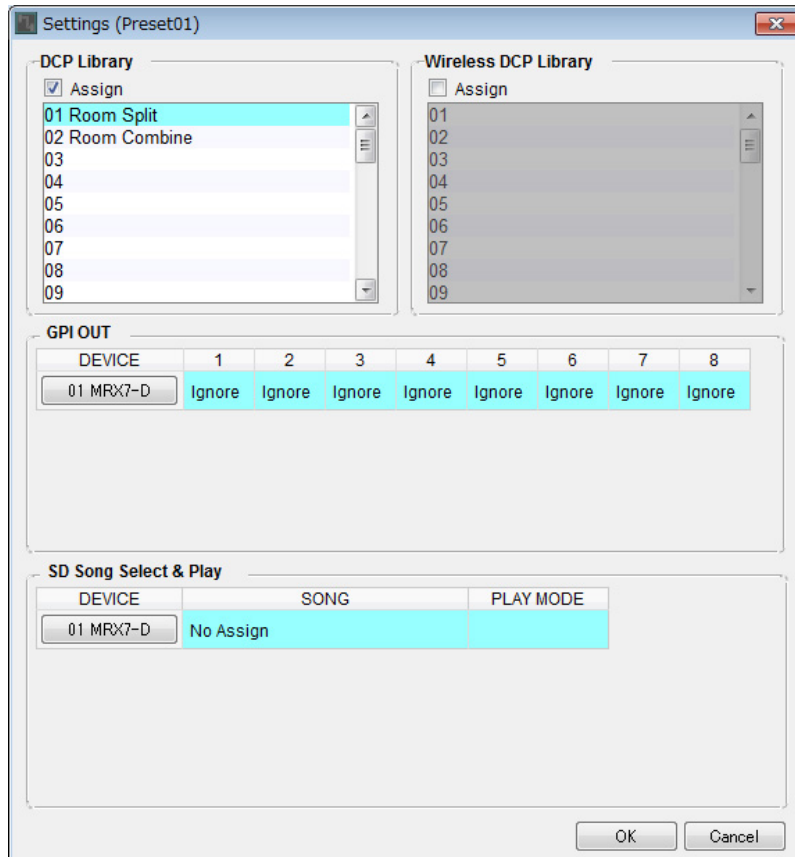 Settings (Preset01)
DCP Library
Assign
01 Room Split
02 Room Combine
03
04
05
06
07
08
09
Wireless DCP Library
Assign
01
02
03
04
05
06
07
08
09
GPI OUT
DEVICE 1 2 3 4 5 6 7 8
01 MRX7-D Ignore Ignore Ignore Ignore Ignore Ignore Ignore Ignore
SD Song Select & Play
DEVICE SONG PLAY MODE
01 MRX7-D No Assign
OK Cancel